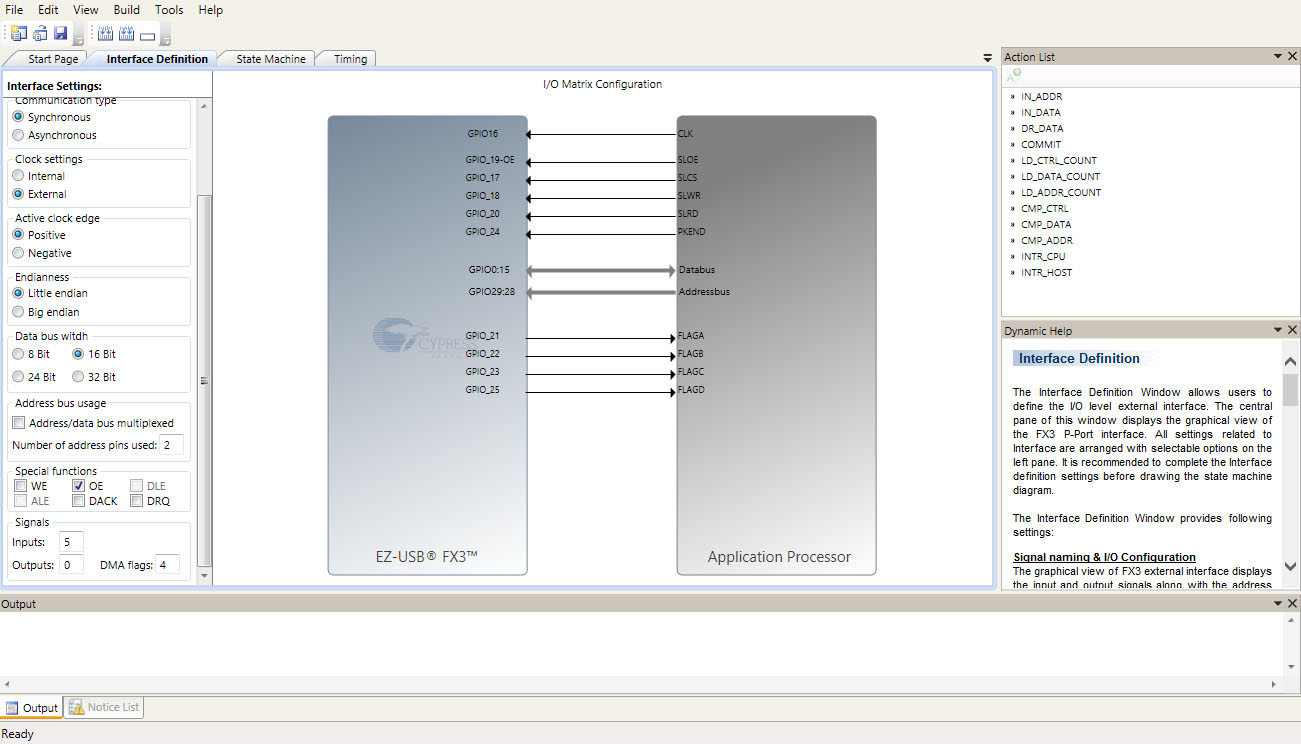 File Edit View Build Tools Help
Start Page Interface Definition State Machine Timing
Interface Settings:
Communication type
Synchronous
Asynchronous
Clock settings
Internal
External
Active clock edge
Positive
Negative
Endianness
Little endian
Big endian
Data bus witdh
8 Bit 16 Bit
24 Bit 32 Bit
Address bus usage
Address/data bus multiplexed
Number of address pins used: 2
Special functions
WE OE DLE
ALE DACK DRQ
Signals
Inputs: 5
Outputs: 0 DMA flags: 4
I/O Matrix Configuration
GPIO16 CLK
GPIO_19-OE SLOE
GPIO_17 SLCS
GPIO_18 SLWR
GPIO_20 SLRD
GPIO_24 PKEND
GPIO0:15 Databus
GPIO29:28 Addressbus
GPIO_21 FLAGA
GPIO_22 FLAGB
GPIO_23 FLAGC
GPIO_25 FLAGD
CYPRESS
EZ-USB® FX3™ Application Processor
Action List
IN_ADDR
IN_DATA
DR_DATA
COMMIT
LD_CTRL_COUNT
LD_DATA_COUNT
LD_ADDR_COUNT
CMP_CTRL
CMP_DATA
CMP_ADDR
INTR_CPU
INTR_HOST
Dynamic Help
Interface Definition
The Interface Definition Window allows users to
define the I/O level external interface. The central
pane of this window displays the graphical view of
the FX3 P-Port interface. All settings related to
Interface are arranged with selectable options on the
left pane. It is recommended to complete the Interface
definition settings before drawing the state machine
diagram.
The Interface Definition Window provides following
settings:
Signal naming & I/O Configuration
The graphical view of FX3 external interface displays
the input and output signals along with the address
Output
Output Notice List
Ready